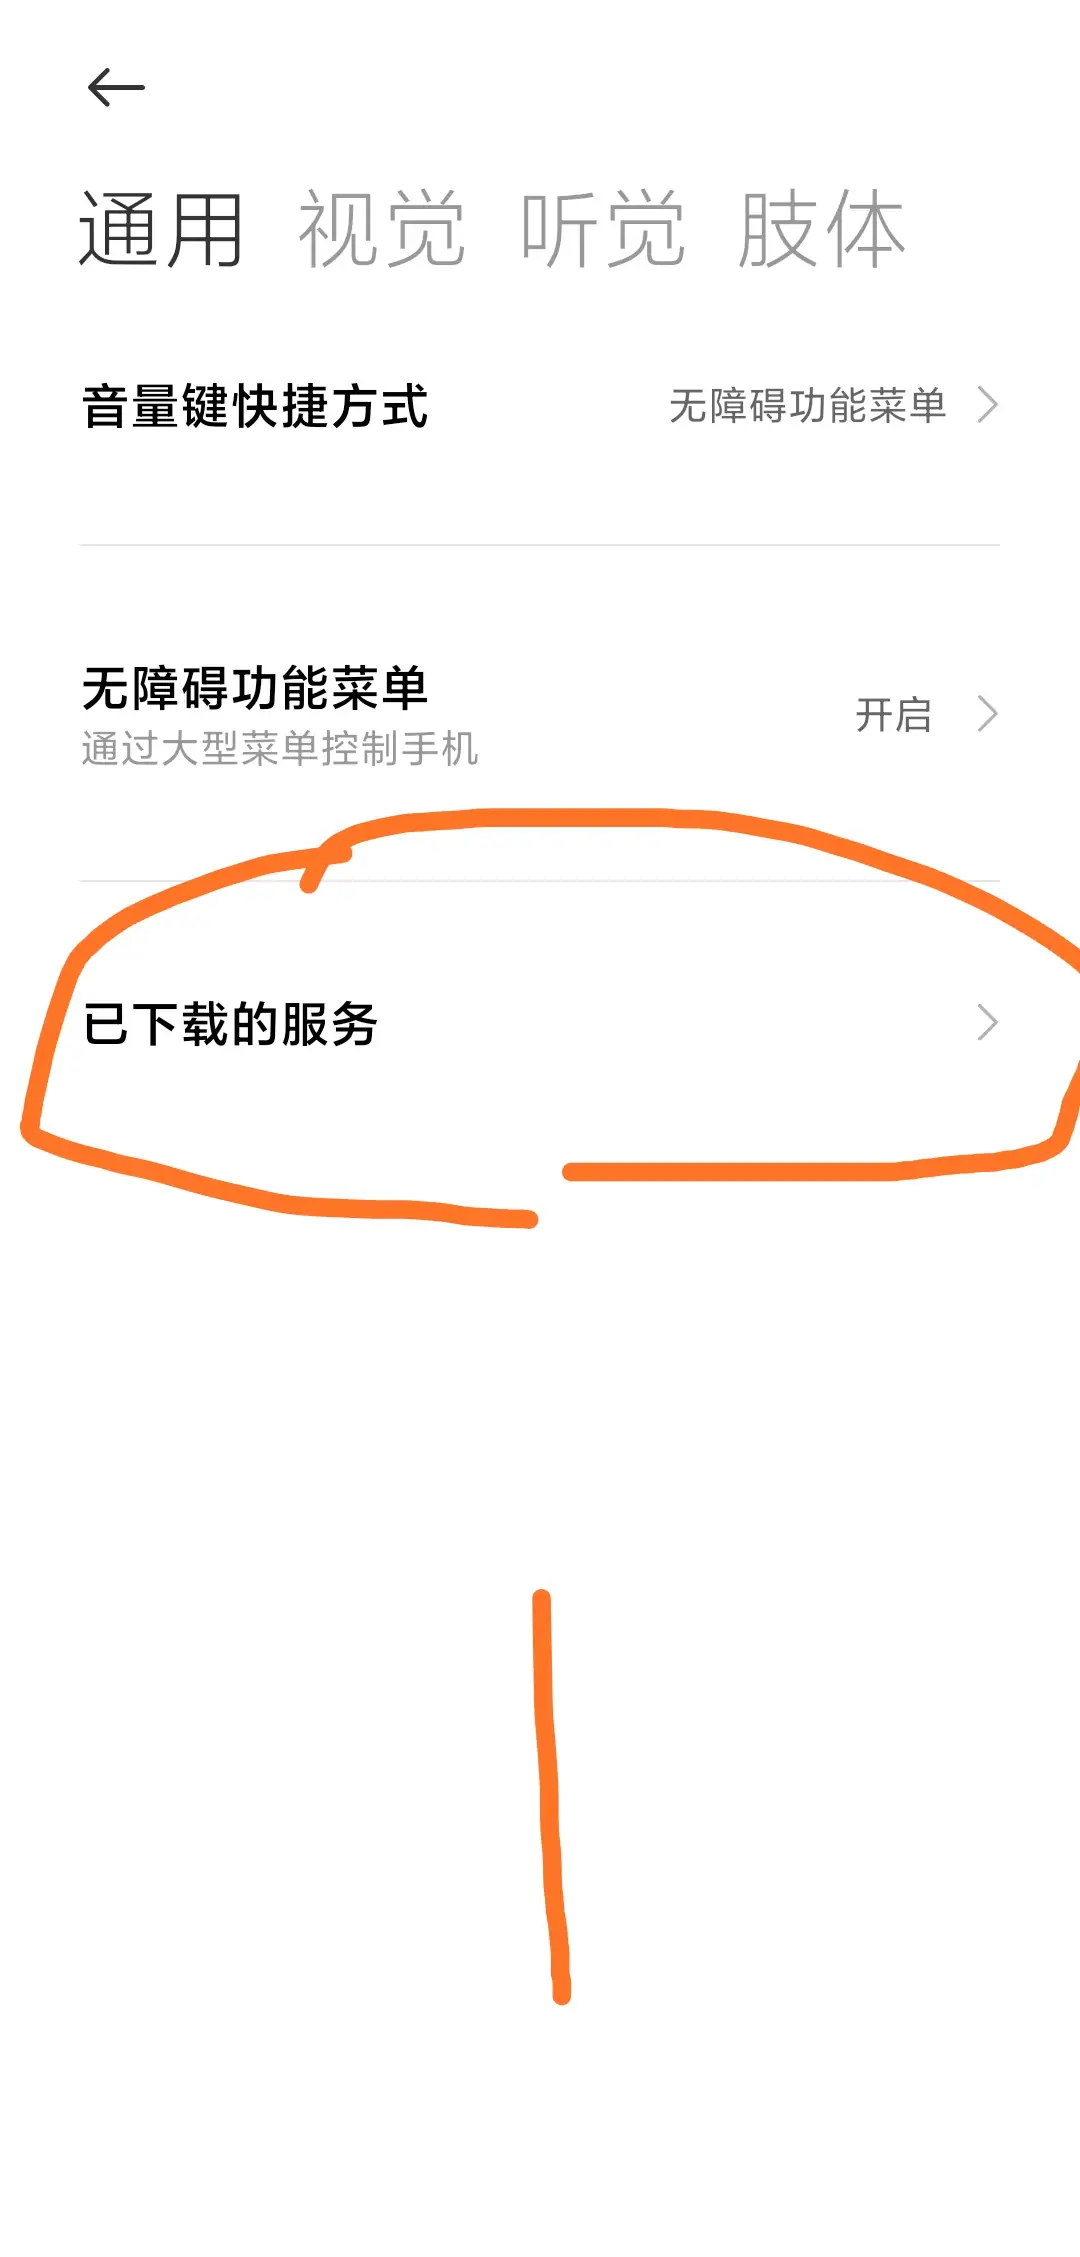 通用 视觉 听觉 肢体
音量键快捷方式 无障碍功能菜单
无障碍功能菜单 开启
通过大型菜单控制手机
已下载的服务